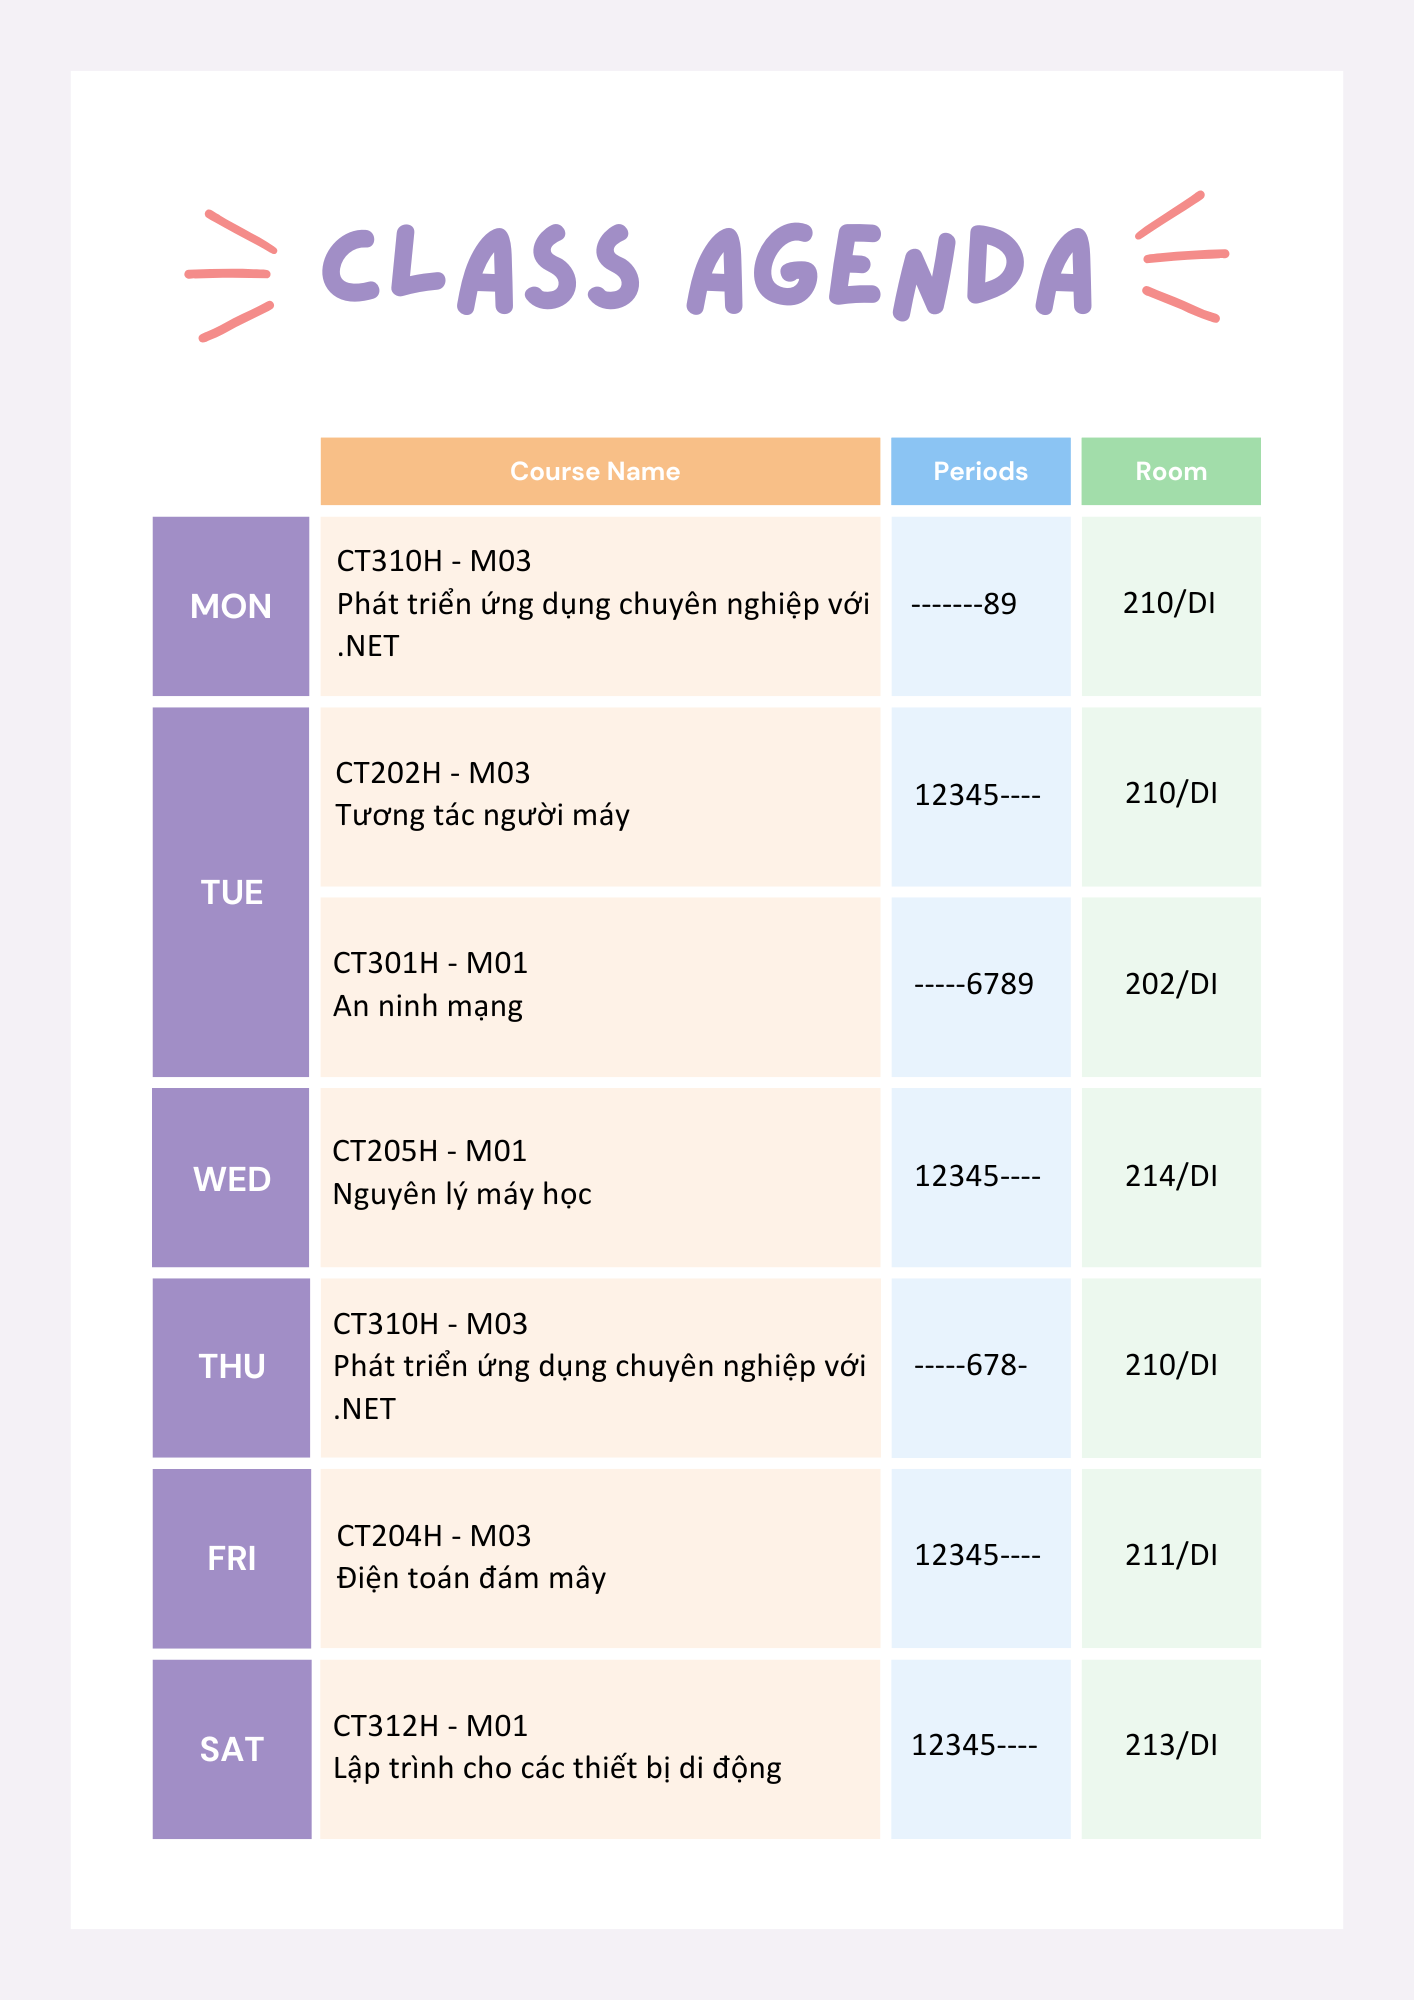 CLASS AGENDA
Course Name
Periods
Room
MON
CT310H - M03
Phát triển ứng dụng chuyên nghiệp với
.NET
-------89
210/DI
TUE
CT202H - M03
Tương tác người máy
12345----
210/DI
CT301H - M01
An ninh mạng
-----6789
202/DI
WED
CT205H - M01
Nguyên lý máy học
12345----
214/DI
THU
CT310H - M03
Phát triển ứng dụng chuyên nghiệp với
.NET
-----678-
210/DI
FRI
CT204H - M03
Điện toán đám mây
12345----
211/DI
SAT
CT312H - M01
Lập trình cho các thiết bị di động
12345----
213/DI